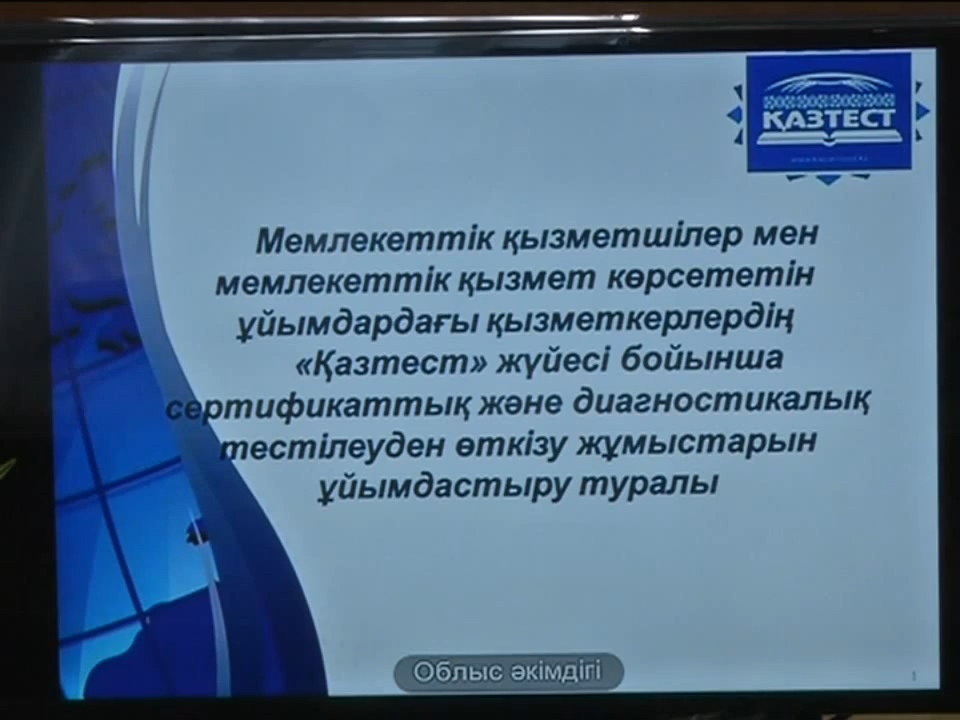 ҚАЗТЕСТ
Мемлекеттік қызметшілер мен
мемлекеттік қызмет көрсететін
ұйымдардағы қызметкерлердің
«Қазтест» жүйесі бойынша
сертификаттық және диагностикалық
тестілеуден өткізу жұмыстарын
ұйымдастыру туралы
Облыс әкімдігі
1